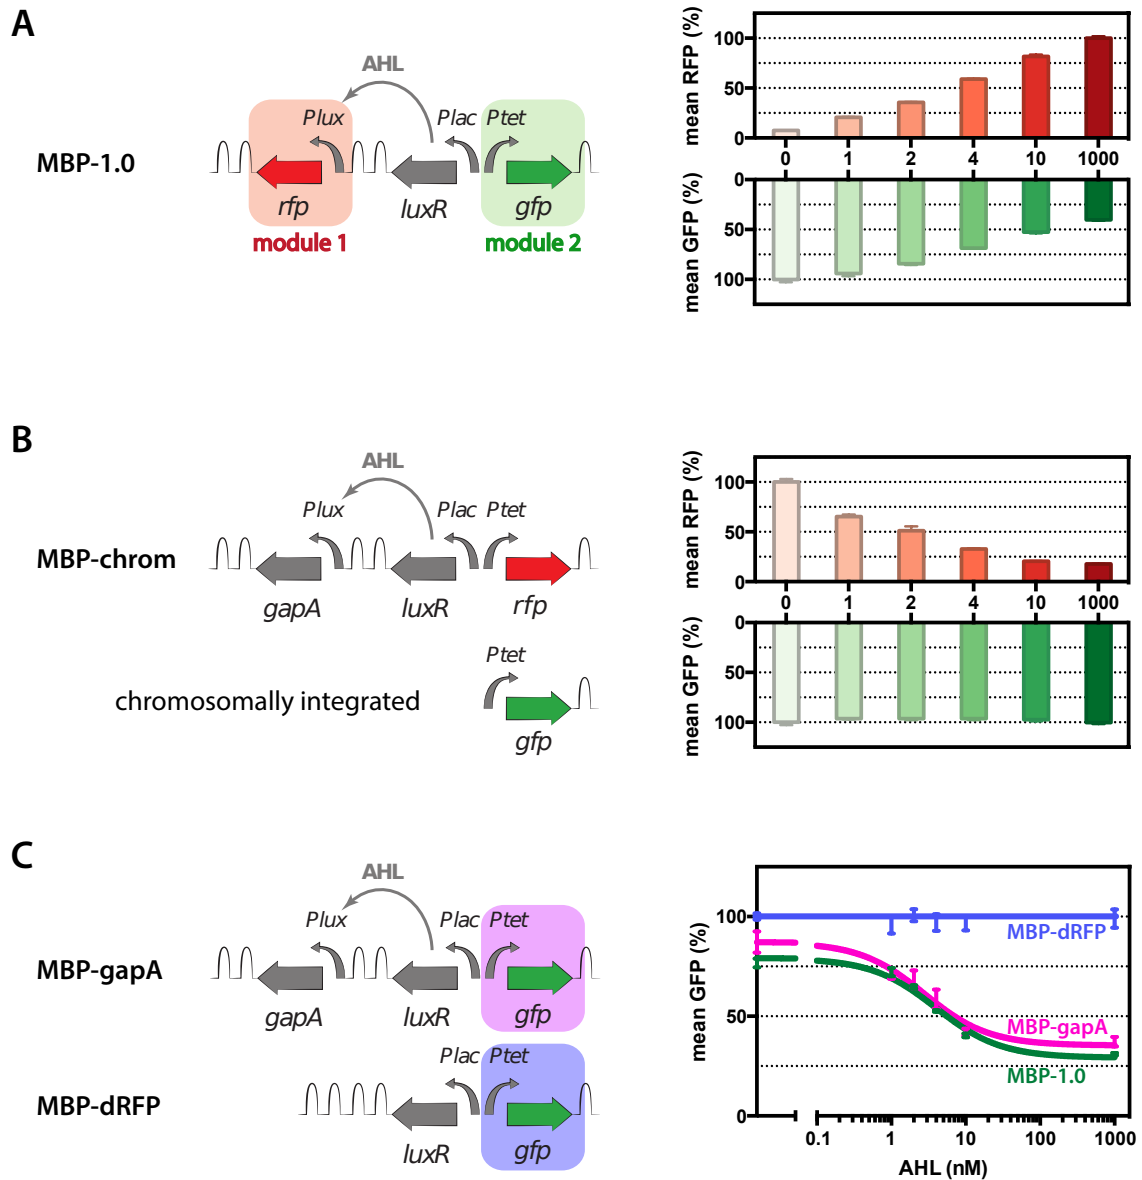 A
MBP-1.0
AHL
Plux
Plac
Ptet
rfp
luxR
gfp
module 1
module 2
mean RFP (%)
100
50
0
0 1 2 4 10 1000
mean GFP (%)
0
50
100
B
MBP-chrom
AHL
Plux
Plac
Ptet
gapA
luxR
rfp
chromosomally integrated
Ptet
gfp
mean RFP (%)
100
50
0
0 1 2 4 10 1000
mean GFP (%)
0
50
100
C
MBP-gapA
AHL
Plux
Plac
Ptet
gapA
luxR
gfp
MBP-dRFP
Plac
Ptet
luxR
gfp
mean GFP (%)
100
50
0
MBP-dRFP
MBP-gapA
MBP-1.0
0.1 1 10 100 1000
AHL (nM)